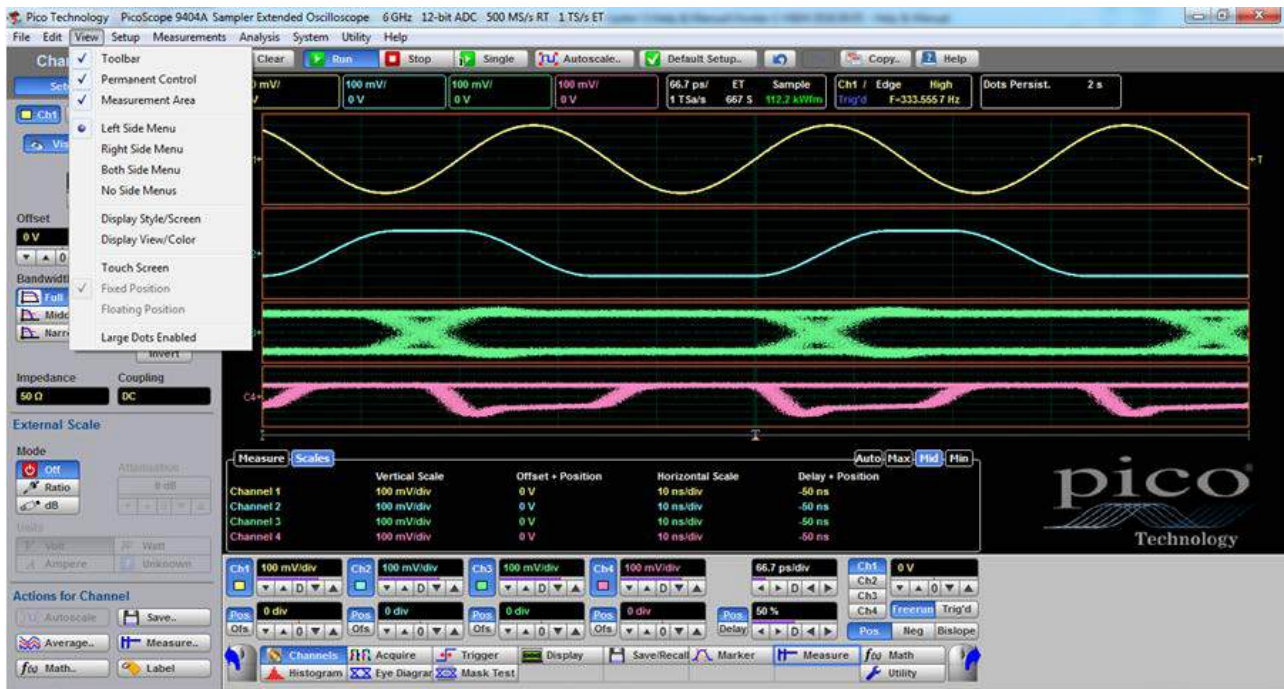 Pico Technology PicoScope 9404A Sampler Extended Oscilloscope 6 GHz 12-bit ADC 500 MS/s RT 1 TS/s ET
File Edit View Setup Measurements Analysis System Utility Help
Clear Run Stop Single Autoscale.. Default Setup.. Copy.. Help
Toolbar
Permanent Control
Measurement Area
Left Side Menu
Right Side Menu
Both Side Menu
No Side Menus
Display Style/Screen
Display View/Color
Touch Screen
Fixed Position
Floating Position
Large Dots Enabled
100 mV/ 100 mV/ 100 mV/ 66.7 ps/ ET Sample Ch1 / Edge High Dots Persist. 2 s
0 V 0 V 0 V 1 TSa/s 667 S 112.2 kWfm Trig'd F=333.555 7 Hz
Ch1
Offset
0 V
0
Bandwidth
Full
Invert
Impedance Coupling
50 Ω DC
External Scale
Mode
Off Attenuation
Ratio 0 dB
dB
Units
Volt Watt
Ampere Unknown
Actions for Channel
Autoscale Save..
Average.. Measure..
Math.. Label
T
C4
T
Measure Scales Auto Max Mid Min
Vertical Scale Offset + Position Horizontal Scale Delay + Position
Channel 1 100 mV/div 0 V 10 ns/div -50 ns
Channel 2 100 mV/div 0 V 10 ns/div -50 ns
Channel 3 100 mV/div 0 V 10 ns/div -50 ns
Channel 4 100 mV/div 0 V 10 ns/div -50 ns
pico
Technology
Ch1 100 mV/div Ch2 100 mV/div Ch3 100 mV/div Ch4 100 mV/div 66.7 ps/div Ch1 0 V
D D D D D Ch2 0
Ch3
Pos 0 div Pos 0 div Pos 0 div Pos 0 div Pos 50 % Ch4 Freerun Trig'd
Ofs 0 Ofs 0 Ofs 0 Ofs 0 Delay D Pos Neg Bislope
Channels Acquire Trigger Display Save/Recall Marker Measure Math
Histogram Eye Diagram Mask Test Utility